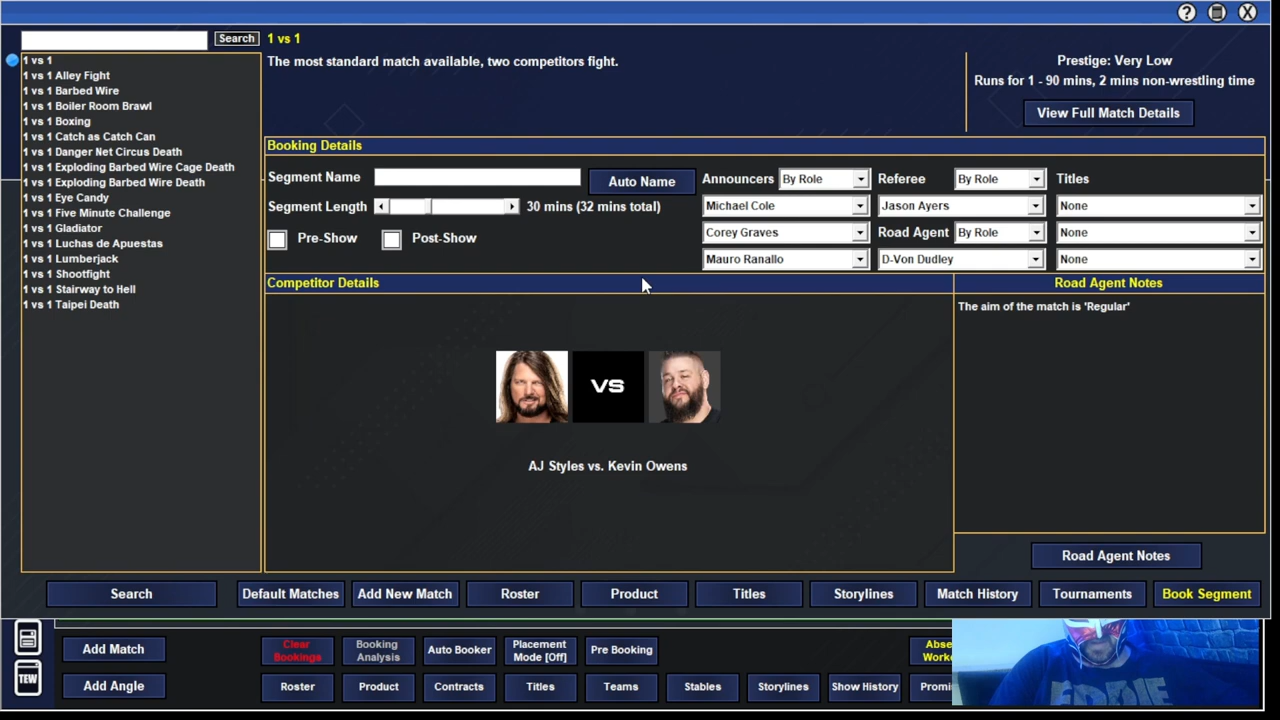 ?
X
Search
1 vs 1
1 vs 1
1 vs 1 Alley Fight
1 vs 1 Barbed Wire
1 vs 1 Boiler Room Brawl
1 vs 1 Boxing
1 vs 1 Catch as Catch Can
1 vs 1 Danger Net Circus Death
1 vs 1 Exploding Barbed Wire Cage Death
1 vs 1 Exploding Barbed Wire Death
1 vs 1 Eye Candy
1 vs 1 Five Minute Challenge
1 vs 1 Gladiator
1 vs 1 Luchas de Apuestas
1 vs 1 Lumberjack
1 vs 1 Shootfight
1 vs 1 Stairway to Hell
1 vs 1 Taipei Death
The most standard match available, two competitors fight.
Prestige: Very Low
Runs for 1 - 90 mins, 2 mins non-wrestling time
View Full Match Details
Booking Details
Segment Name Auto Name Announcers By Role Referee By Role Titles
Segment Length 30 mins (32 mins total) Michael Cole Jason Ayers None
Pre-Show Post-Show Corey Graves Road Agent By Role None
Mauro Ranallo D-Von Dudley None
Competitor Details
Road Agent Notes
The aim of the match is 'Regular'
VS
AJ Styles vs. Kevin Owens
Road Agent Notes
Search Default Matches Add New Match Roster Product Titles Storylines Match History Tournaments Book Segment
Add Match Clear Bookings Booking Analysis Auto Booker Placement Mode [Off] Pre Booking Abse Work
TEW Add Angle Roster Product Contracts Titles Teams Stables Storylines Show History Promi
EDDIE